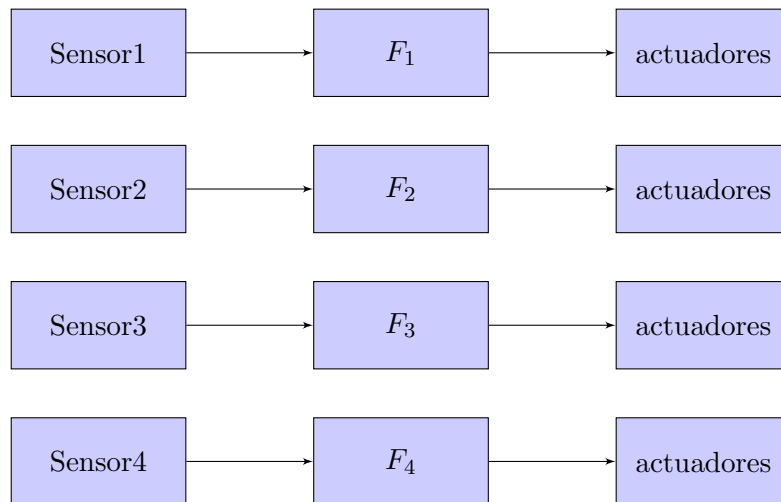 Sensor1 F₁ actuadores
Sensor2 F₂ actuadores
Sensor3 F₃ actuadores
Sensor4 F₄ actuadores